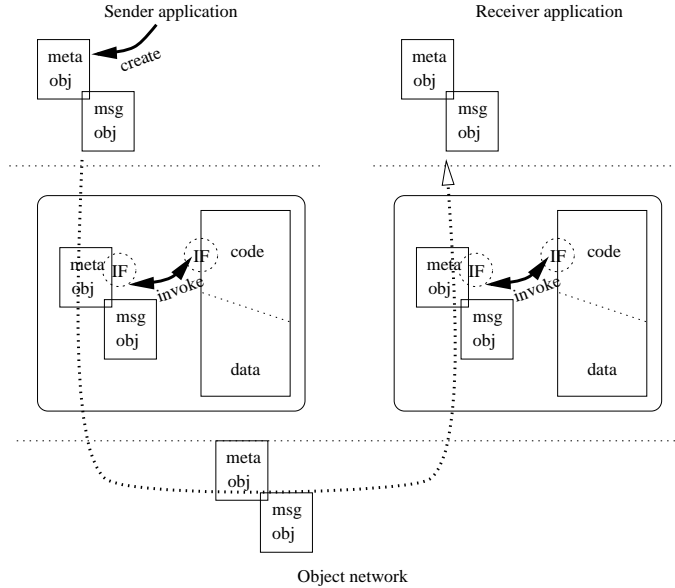 Sender application
Receiver application
meta
obj
create
msg
obj
meta
obj
msg
obj
meta
obj
IF
IF
invoke
msg
obj
code
data
meta
obj
IF
IF
invoke
msg
obj
code
data
meta
obj
msg
obj
Object network